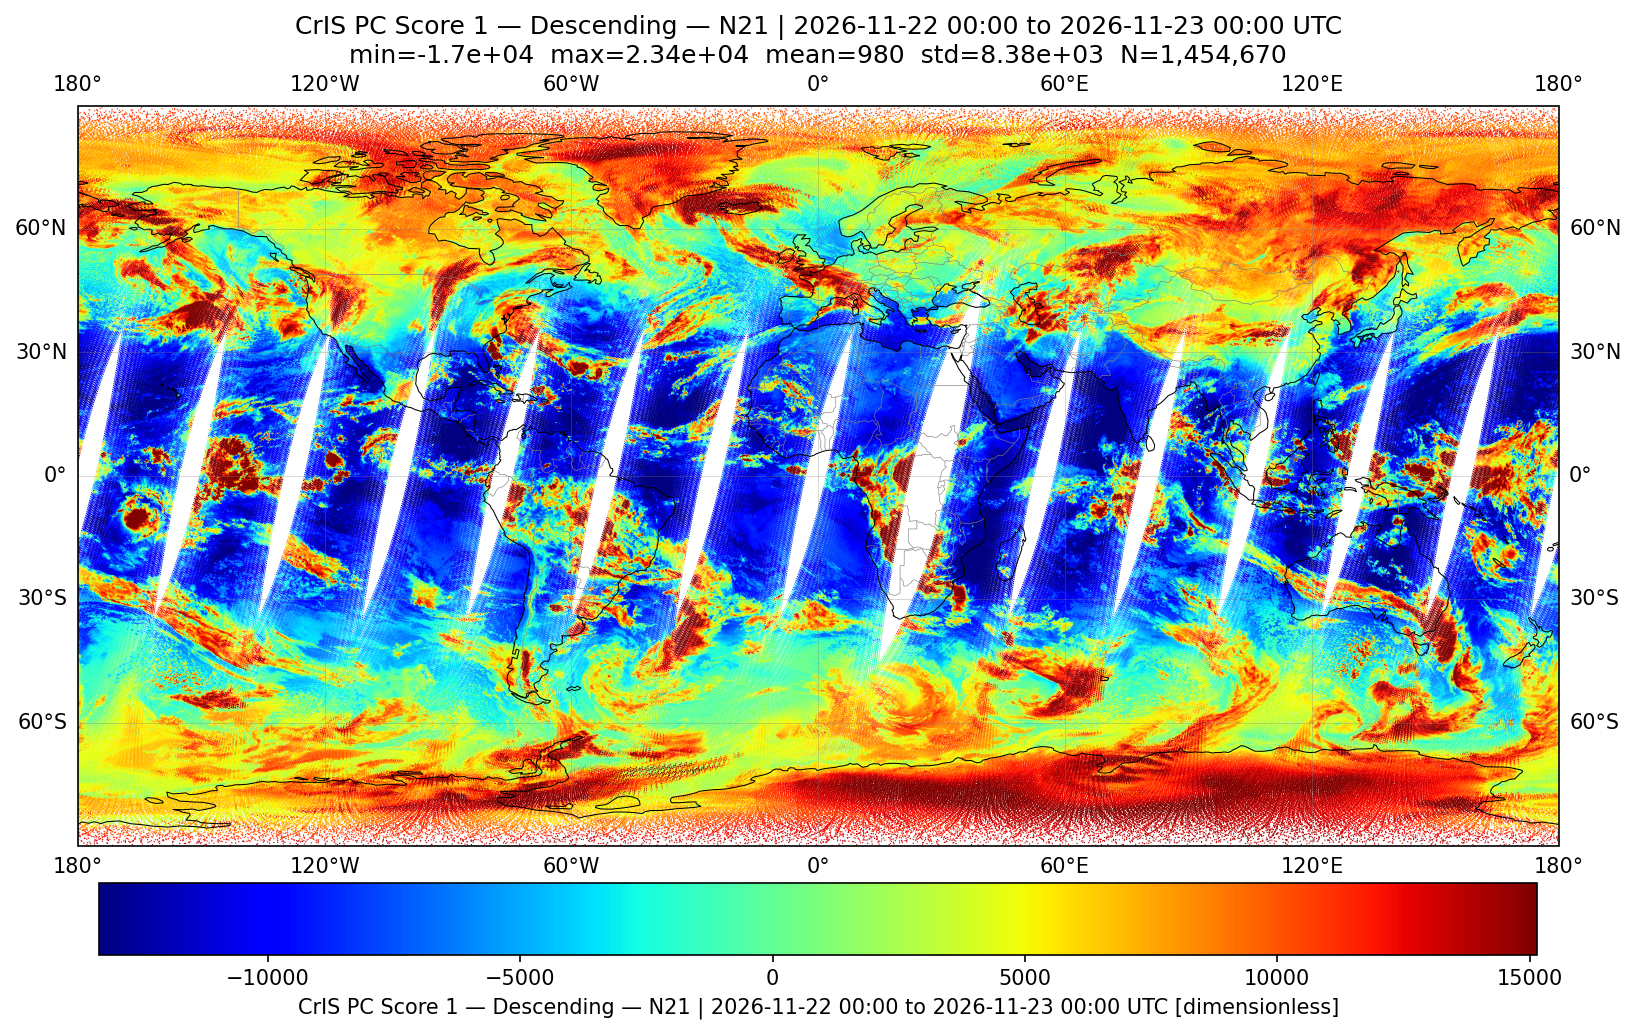 CrIS PC Score 1 — Descending — N21 | 2026-11-22 00:00 to 2026-11-23 00:00 UTC
min=-1.7e+04  max=2.34e+04  mean=980  std=8.38e+03  N=1,454,670
180° 120°W 60°W 0° 60°E 120°E 180°
60°N 60°N
30°N 30°N
0° 0°
30°S 30°S
60°S 60°S
180° 120°W 60°W 0° 60°E 120°E 180°
−10000 −5000 0 5000 10000 15000
CrIS PC Score 1 — Descending — N21 | 2026-11-22 00:00 to 2026-11-23 00:00 UTC [dimensionless]